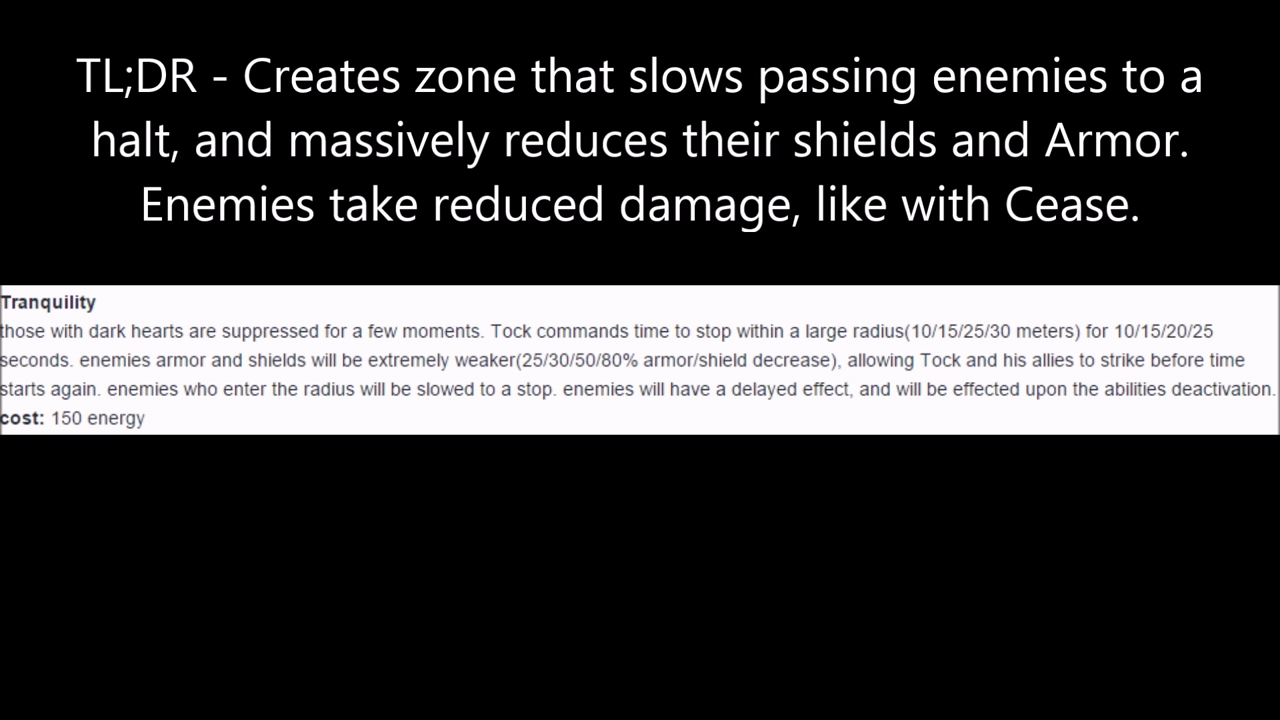 TL;DR - Creates zone that slows passing enemies to a
halt, and massively reduces their shields and Armor.
Enemies take reduced damage, like with Cease.
Tranquility
those with dark hearts are suppressed for a few moments. Tock commands time to stop within a large radius(10/15/25/30 meters) for 10/15/20/25
seconds. enemies armor and shields will be extremely weaker(25/30/50/80% armor/shield decrease), allowing Tock and his allies to strike before time
starts again. enemies who enter the radius will be slowed to a stop. enemies will have a delayed effect, and will be effected upon the abilities deactivation.
cost: 150 energy